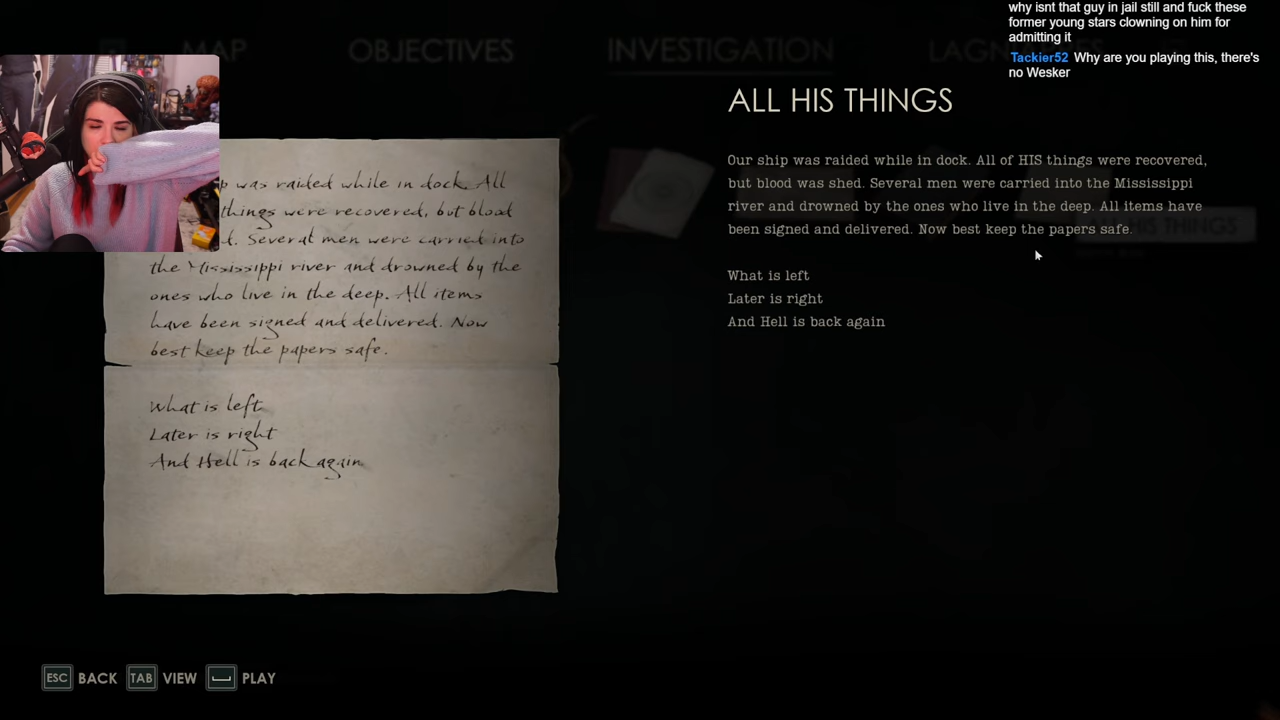 why isnt that guy in jail still and fuck these
former young stars clowning on him for
admitting it
Tackier52 Why are you playing this, there's
no Wesker
MAP
OBJECTIVES
INVESTIGATION
ALL HIS THINGS
Our ship was raided while in dock. All of HIS things were recovered,
but blood was shed. Several men were carried into the Mississippi
river and drowned by the ones who live in the deep. All items have
been signed and delivered. Now best keep the papers safe.
What is left
Later is right
And Hell is back again
ALL HIS THINGS
was raided while in dock. All
things were recovered, but blood
Several men were carried into
the Mississippi river and drowned by the
ones who live in the deep. All items
have been signed and delivered. Now
best keep the papers safe.
What is left
Later is right
And Hell is back again
ESC BACK TAB VIEW PLAY